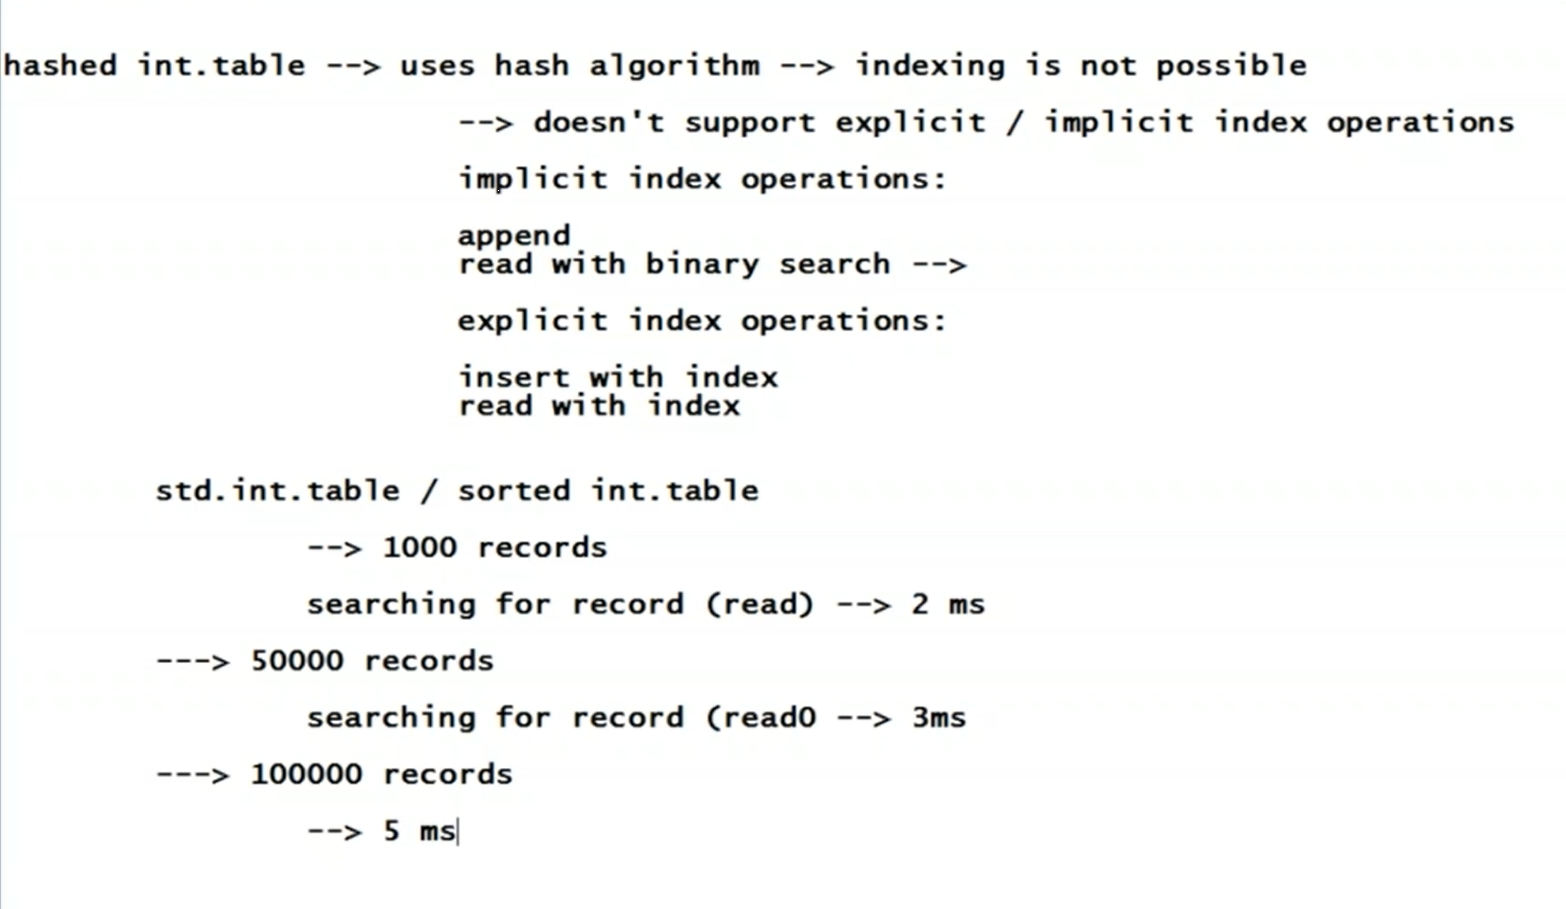 hashed int.table --> uses hash algorithm --> indexing is not possible
--> doesn't support explicit / implicit index operations
implicit index operations:
append
read with binary search -->
explicit index operations:
insert with index
read with index
std.int.table / sorted int.table
--> 1000 records
searching for record (read) --> 2 ms
---> 50000 records
searching for record (read0 --> 3ms
---> 100000 records
--> 5 ms